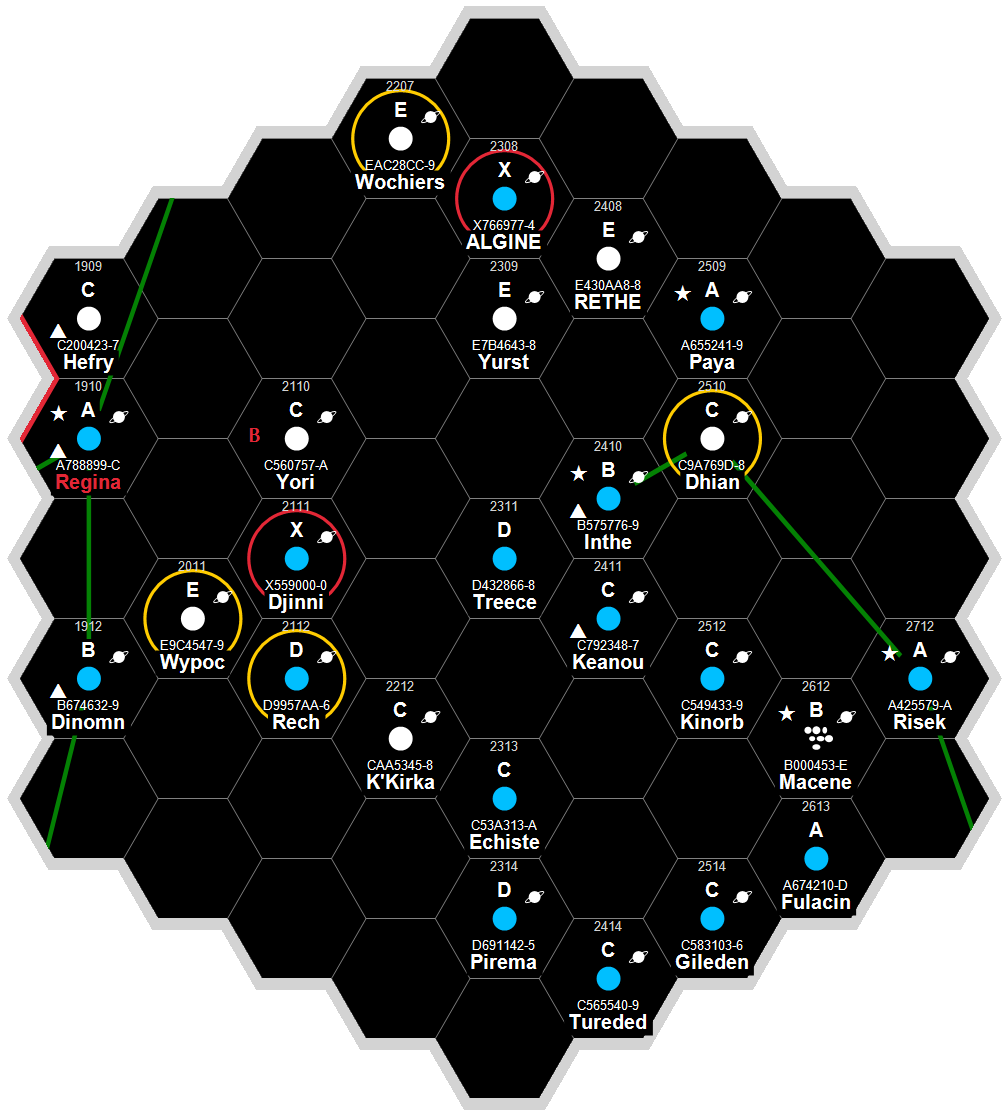 2207
E
EAC28CC-9
Wochiers
2308
X
X766977-4
ALGINE
2408
E
E430AA8-8
RETHE
1909
C
C200423-7
Hefry
2309
E
E7B4643-8
Yurst
2509
A
A655241-9
Paya
1910
A
A788899-C
Regina
2110
B
C
C560757-A
Yori
2510
C
C9A769D-8
Dhian
2410
B
B575776-9
Inthe
2111
X
X559000-0
Djinni
2311
D
D432866-8
Treece
2011
E
E9C4547-9
Wypoc
2411
C
C792348-7
Keanou
1912
B
B674632-9
Dinomn
2112
D
D9957AA-6
Rech
2512
C
C549433-9
Kinorb
2712
A
A425579-A
Risek
2212
C
CAA5345-8
K'Kirka
2612
B
B000453-E
Macene
2313
C
C53A313-A
Echiste
2613
A
A674210-D
Fulacin
2314
D
D691142-5
Pirema
2514
C
C583103-6
Gileden
2414
C
C565540-9
Tureded